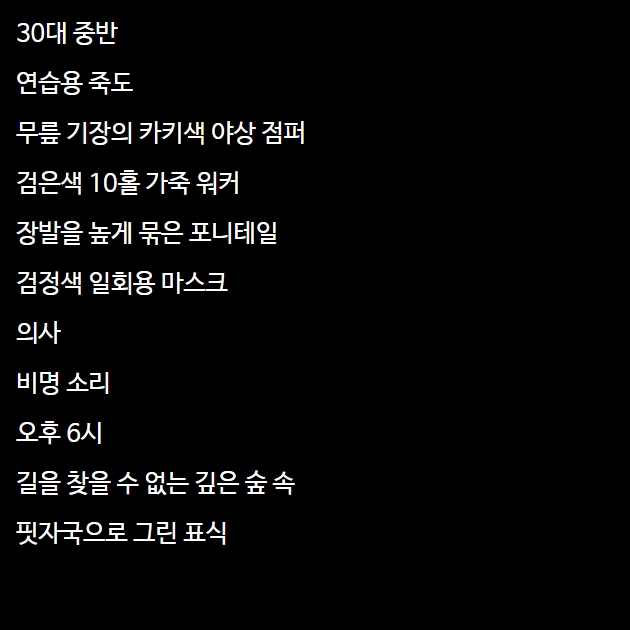 30대 중반
연습용 죽도
무릎 기장의 카키색 야상 점퍼
검은색 10홀 가죽 워커
장발을 높게 묶은 포니테일
검정색 일회용 마스크
의사
비명 소리
오후 6시
길을 찾을 수 없는 깊은 숲 속
핏자국으로 그린 표식